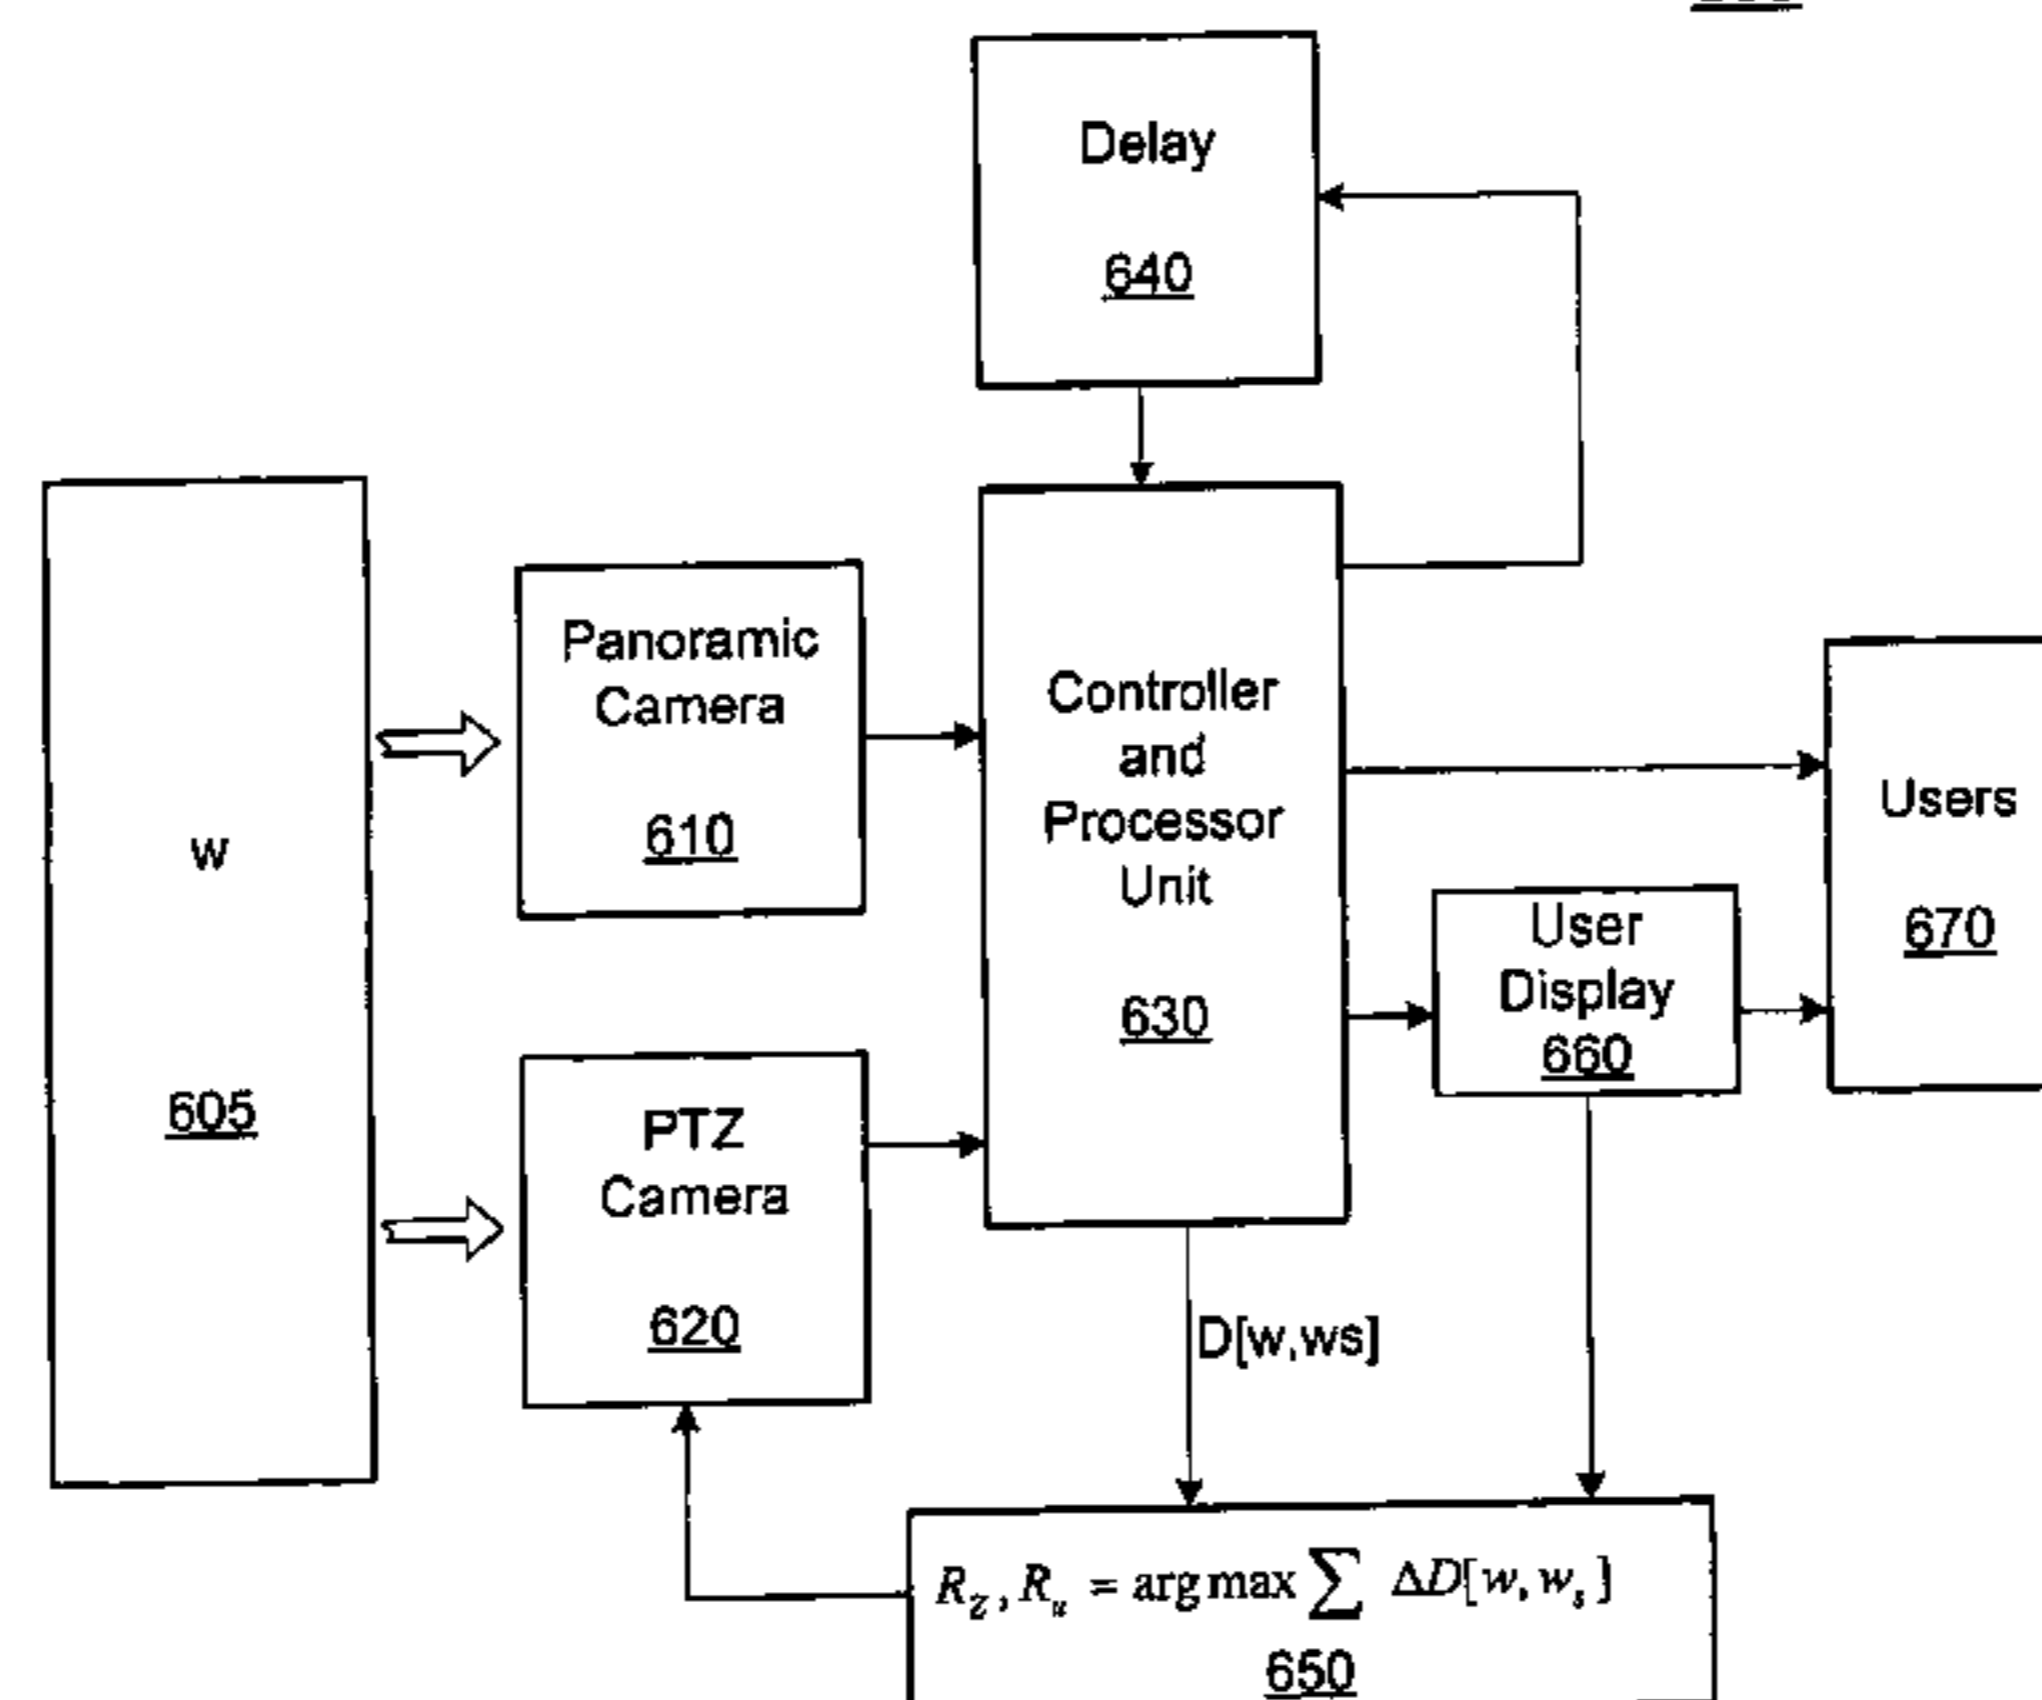 Delay
640
w
605
Panoramic
Camera
610
PTZ
Camera
620
Controller
and
Processor
Unit
630
Users
670
User
Display
660
D[w,ws]
R_z, R_u = arg max ∑ ΔD[w, w_s]
650